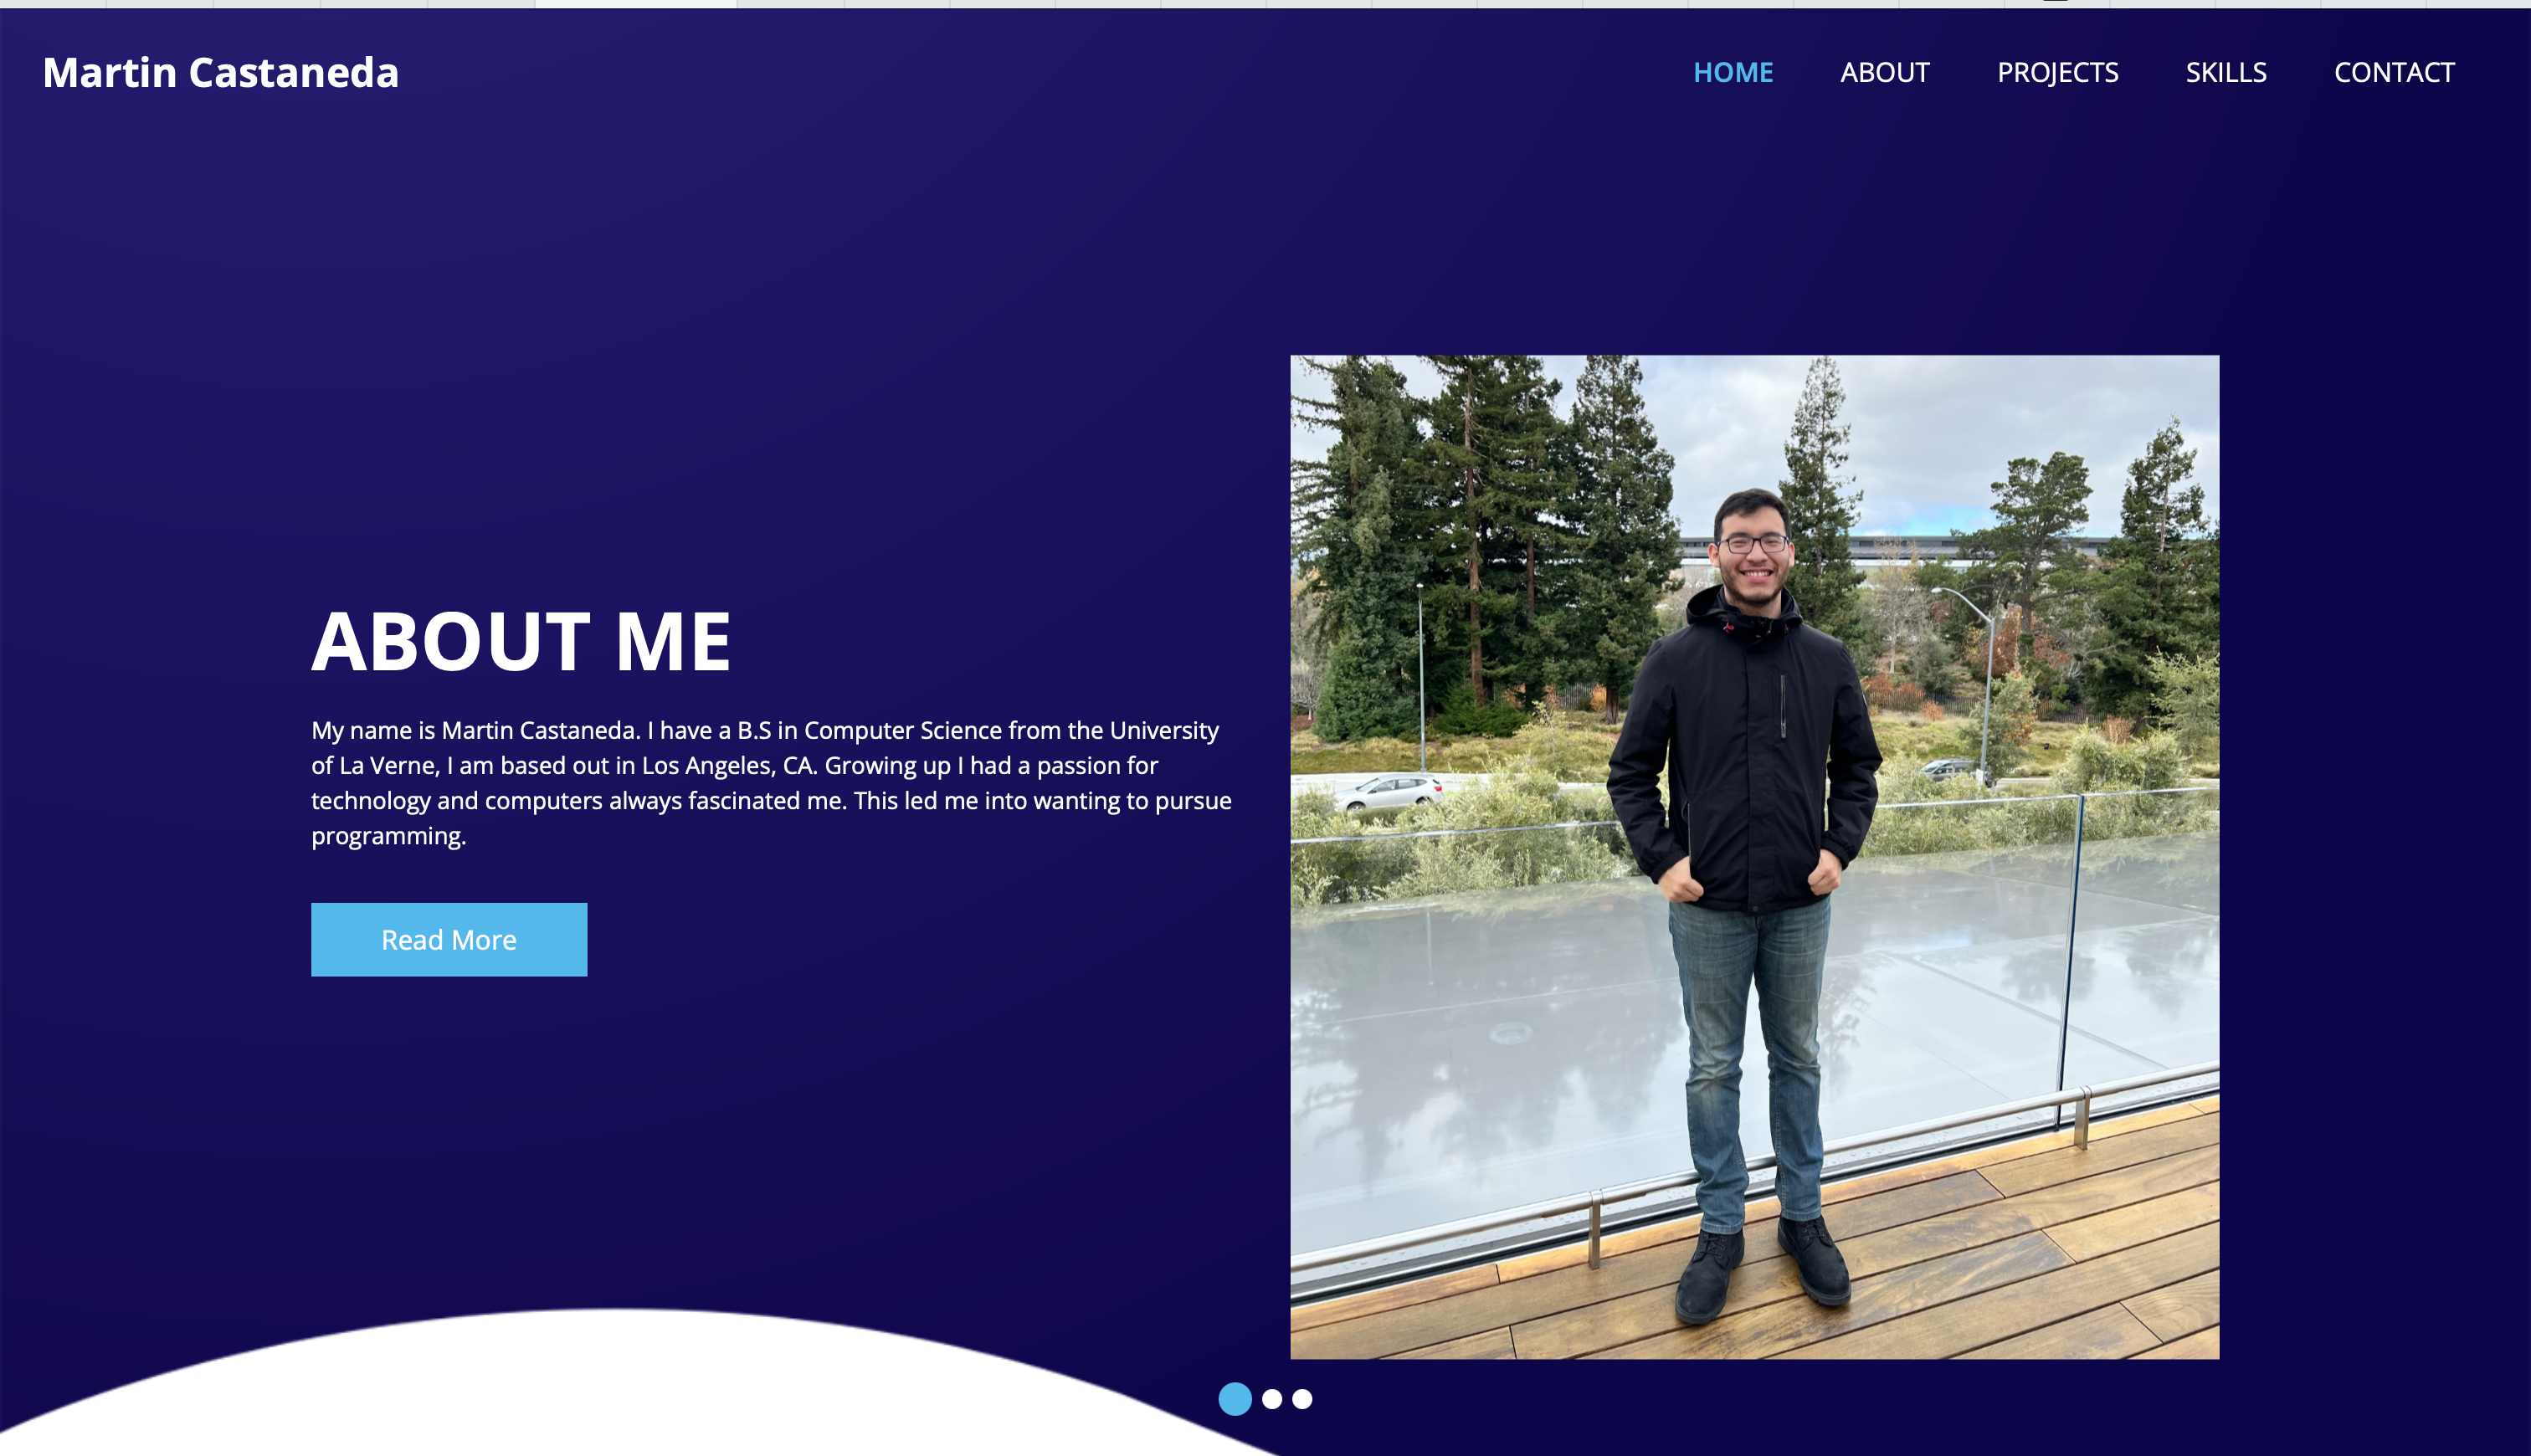 Martin Castaneda
HOME ABOUT PROJECTS SKILLS CONTACT
ABOUT ME
My name is Martin Castaneda. I have a B.S in Computer Science from the University
of La Verne, I am based out in Los Angeles, CA. Growing up I had a passion for
technology and computers always fascinated me. This led me into wanting to pursue
programming.
Read More